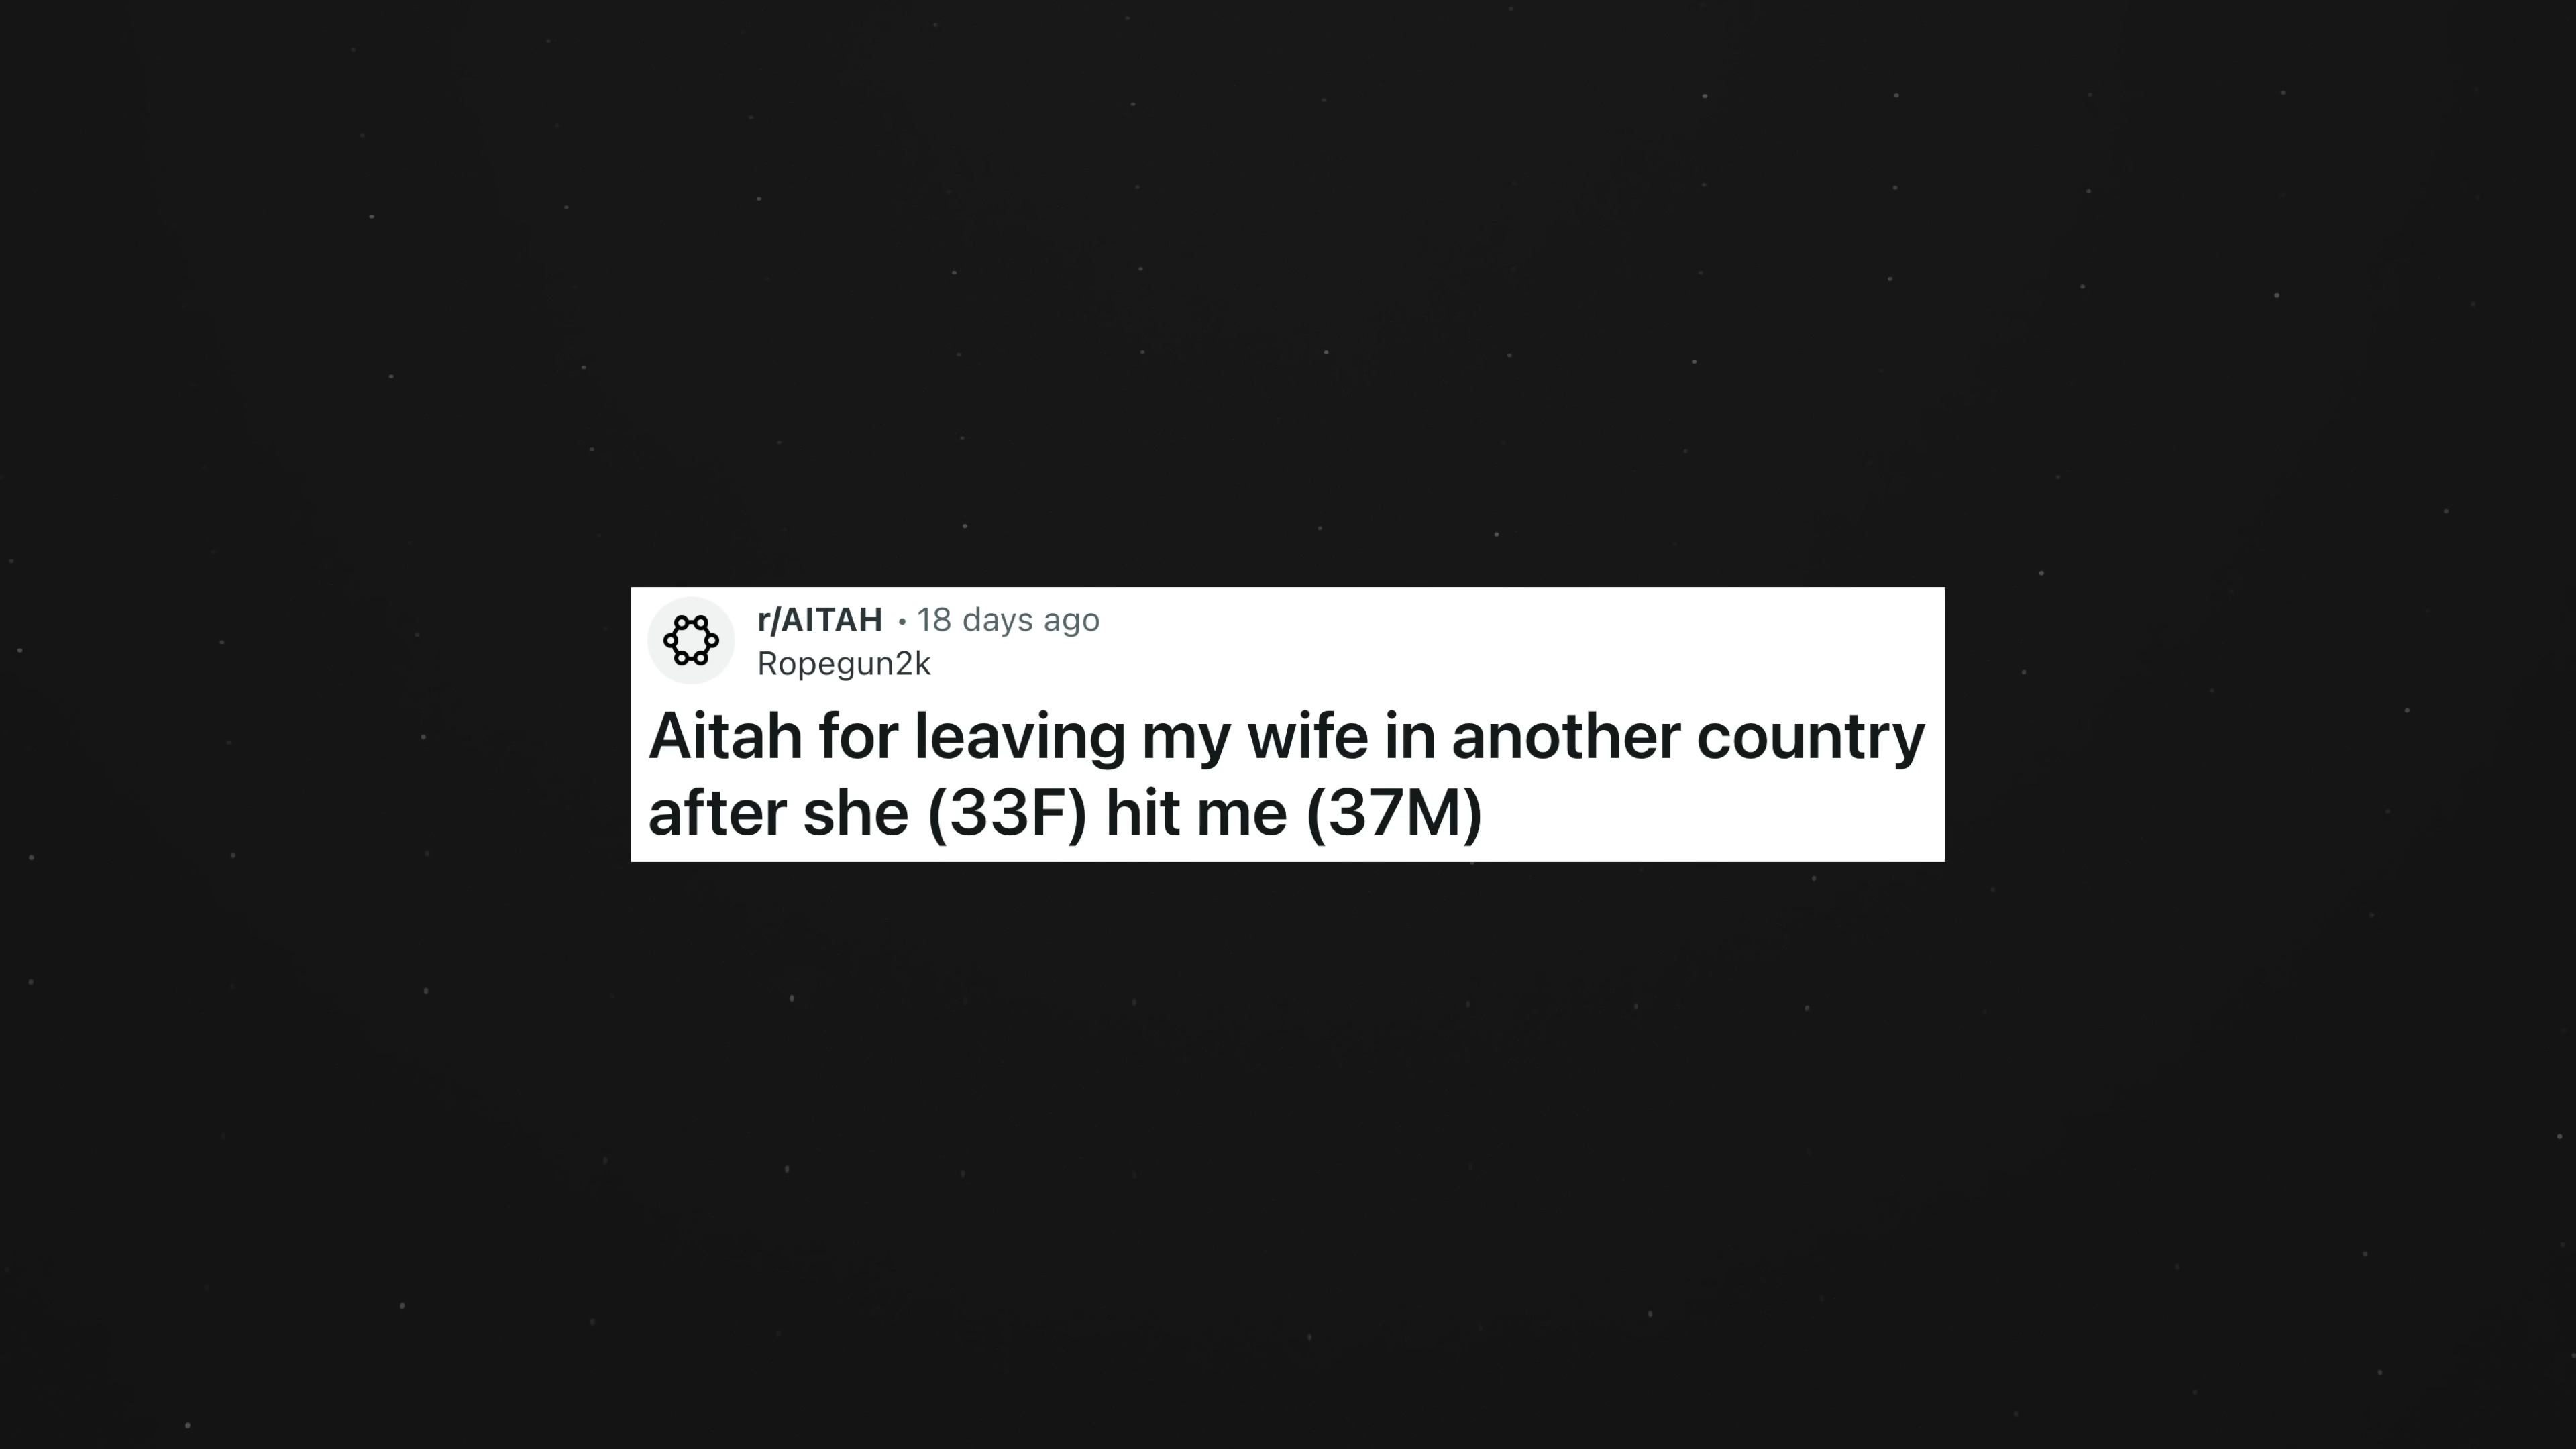 r/AITAH • 18 days ago
Ropegun2k
Aitah for leaving my wife in another country
after she (33F) hit me (37M)